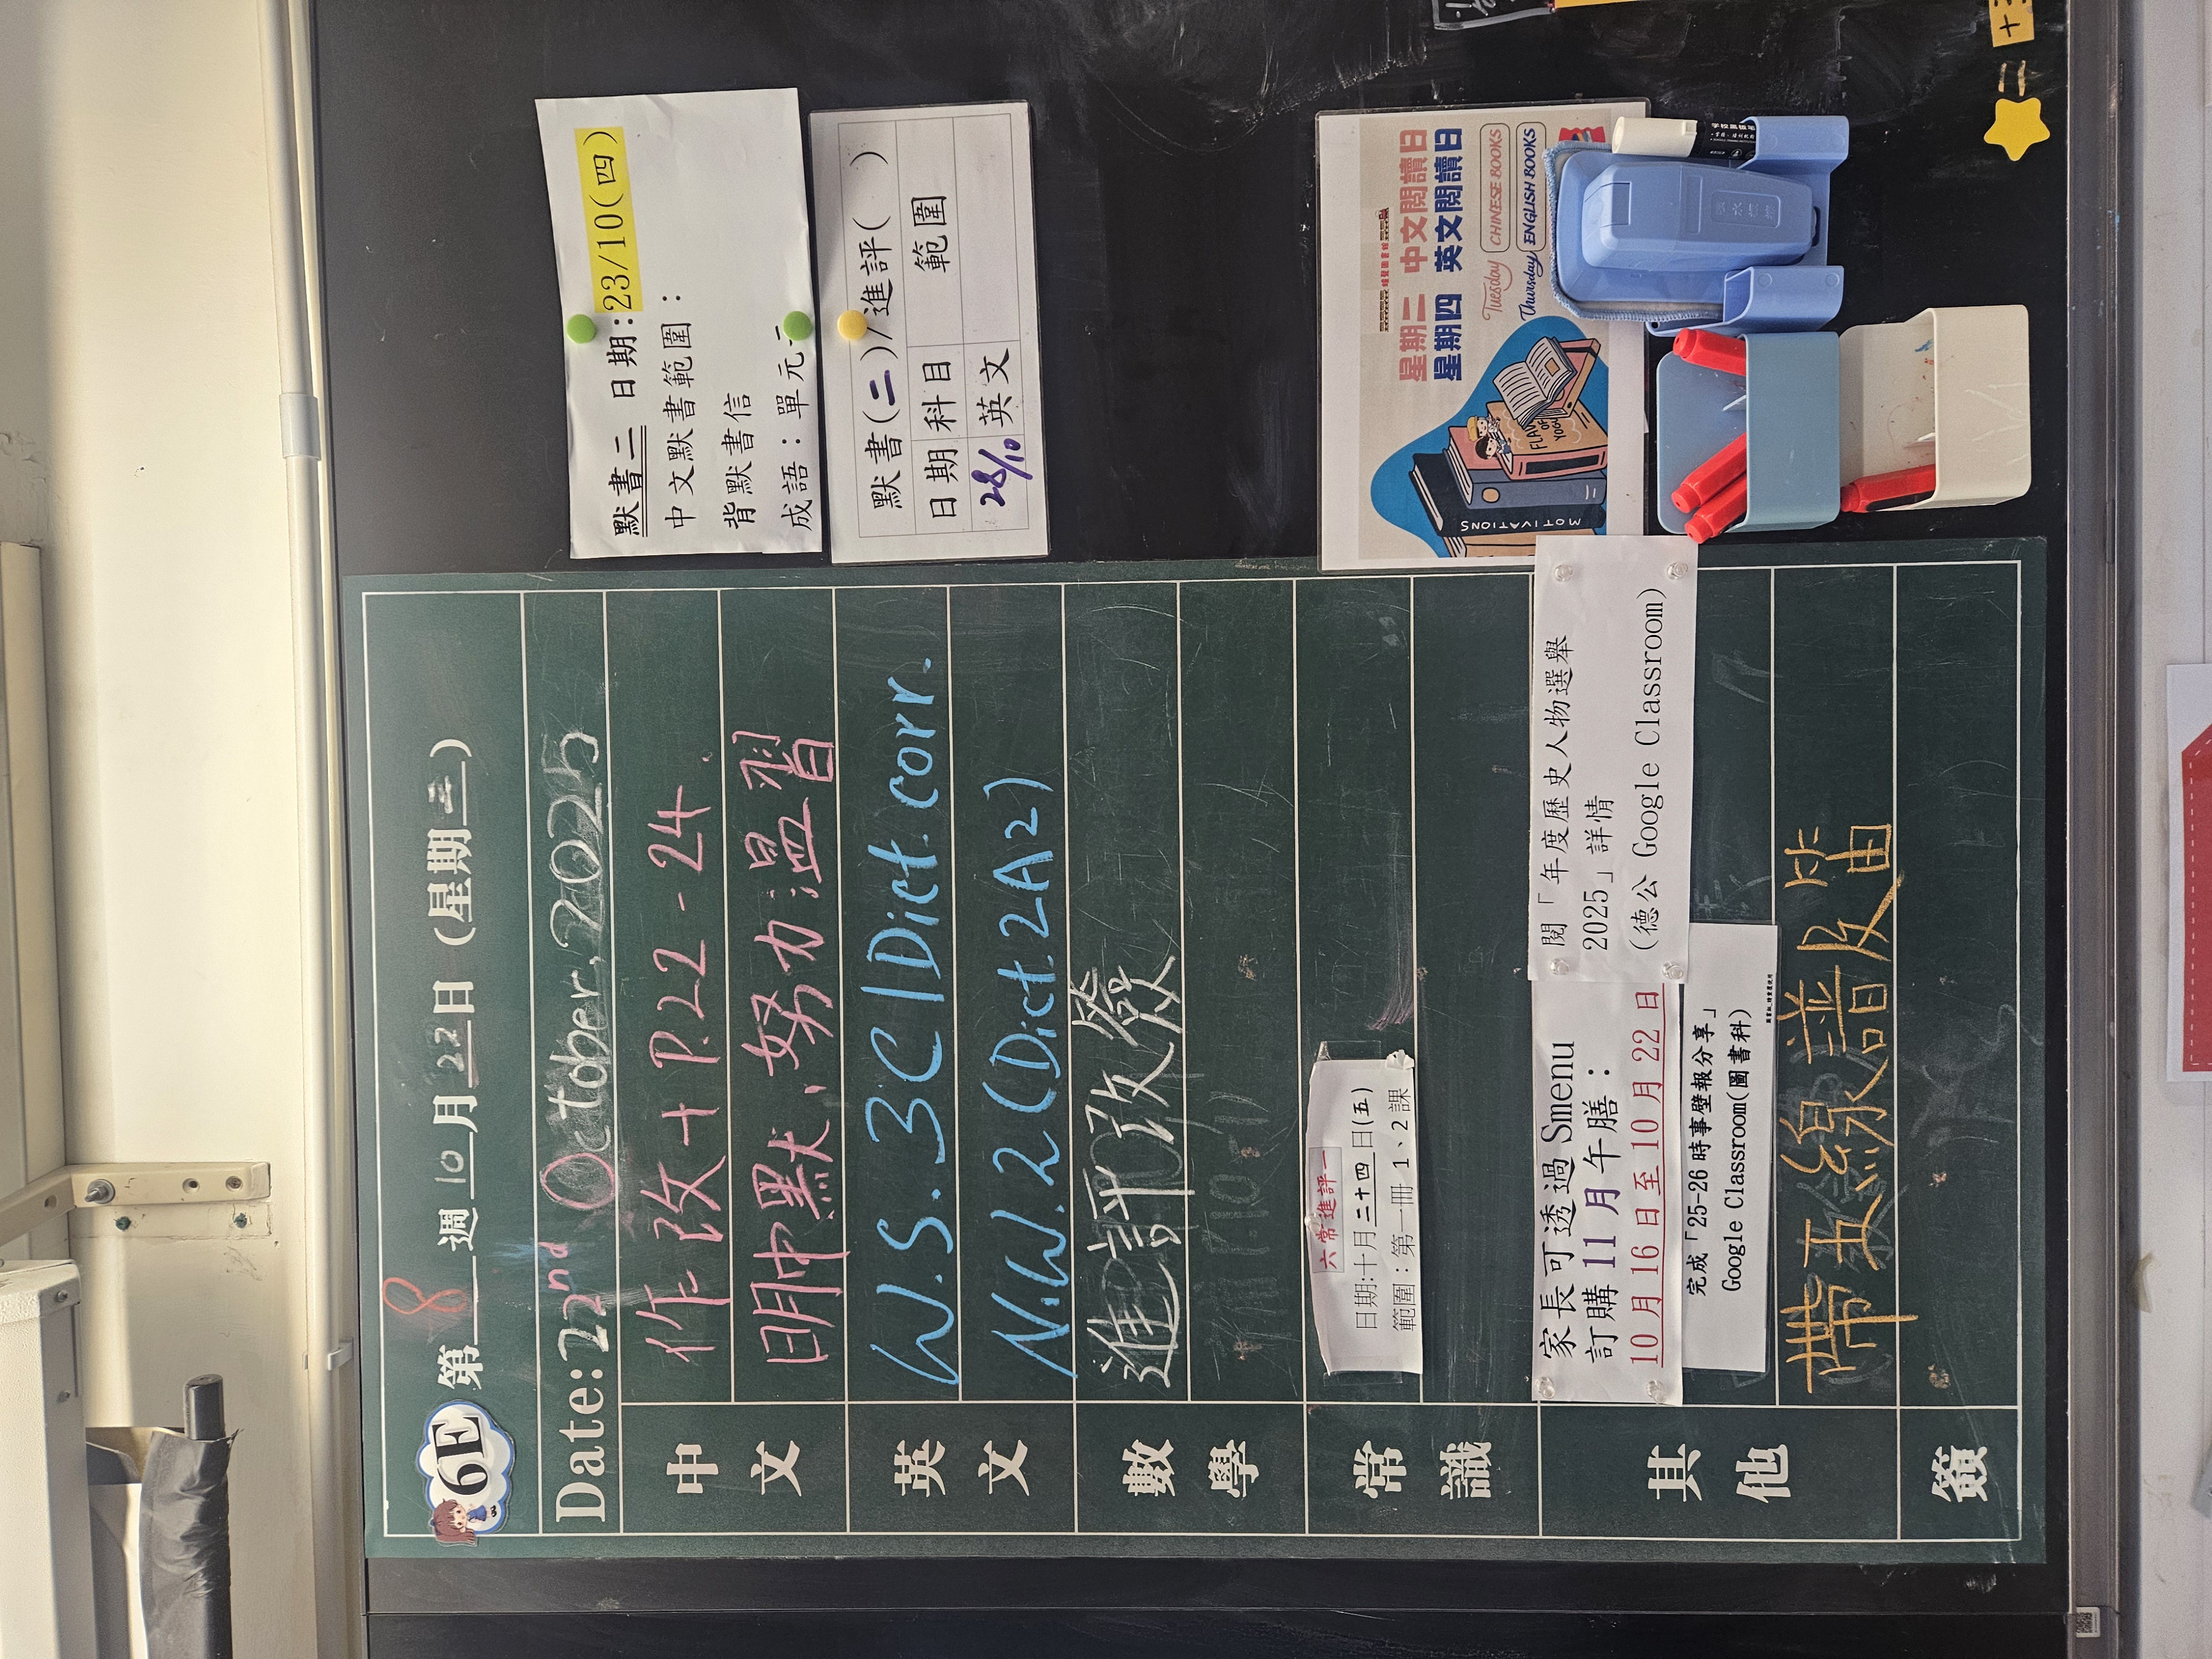 6E
第 8 週 10 月 22 日 (星期三)
Date: 22nd October, 2025
中文
作改 + P.22 - 24.
明中默、努力溫習
英文
W.S. 3C | Dict. corr.
N.W. 2 (Dict 2A2)
數學
進評改簽
常識
六常進評一
日期:十月二十四日(五)
範圍：第一冊 1、2 課
其他
家長可透過 Smenu
訂購 11 月午膳：
10 月 16 日至 10 月 22 日
閱「年度歷史人物選舉
2025」詳情
(德公 Google Classroom)
完成「25-26 時事壁報分享」
Google Classroom(圖書科)
帶五線譜及笛
簽
默書二 日期:23/10(四)
中文默書範圍：
背默書信
成語：單元一
默書(二)/進評( )
日期 科目 範圍
28/10 英文
星期二 中文閱讀日
星期四 英文閱讀日
Tuesday CHINESE BOOKS
Thursday ENGLISH BOOKS
MOTIVATIONS
=